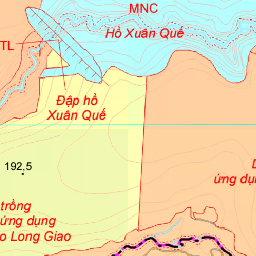 MNC
Hồ Xuân Quế
TL
Đập hồ
Xuân Quế
192,5
ứng dụ
trồng
ứng dụng
o Long Giao